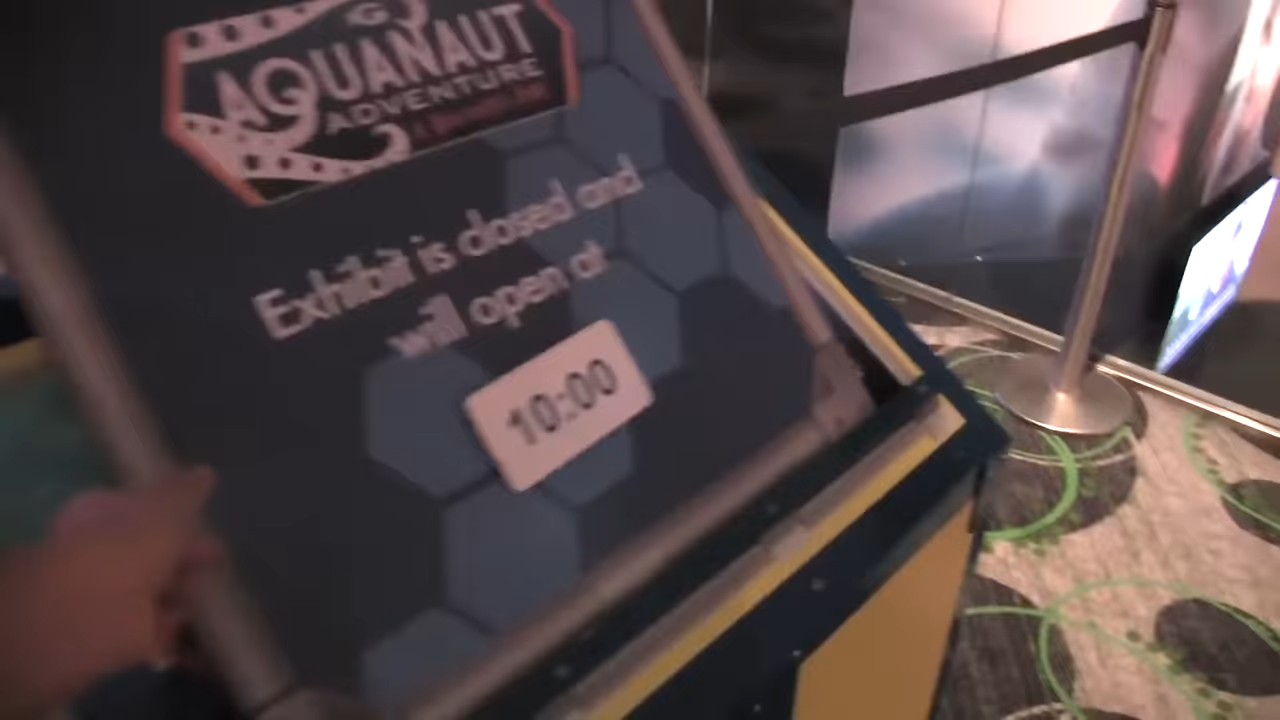 AQUANAUT
ADVENTURE
Exhibit is closed and
will open at
10:00